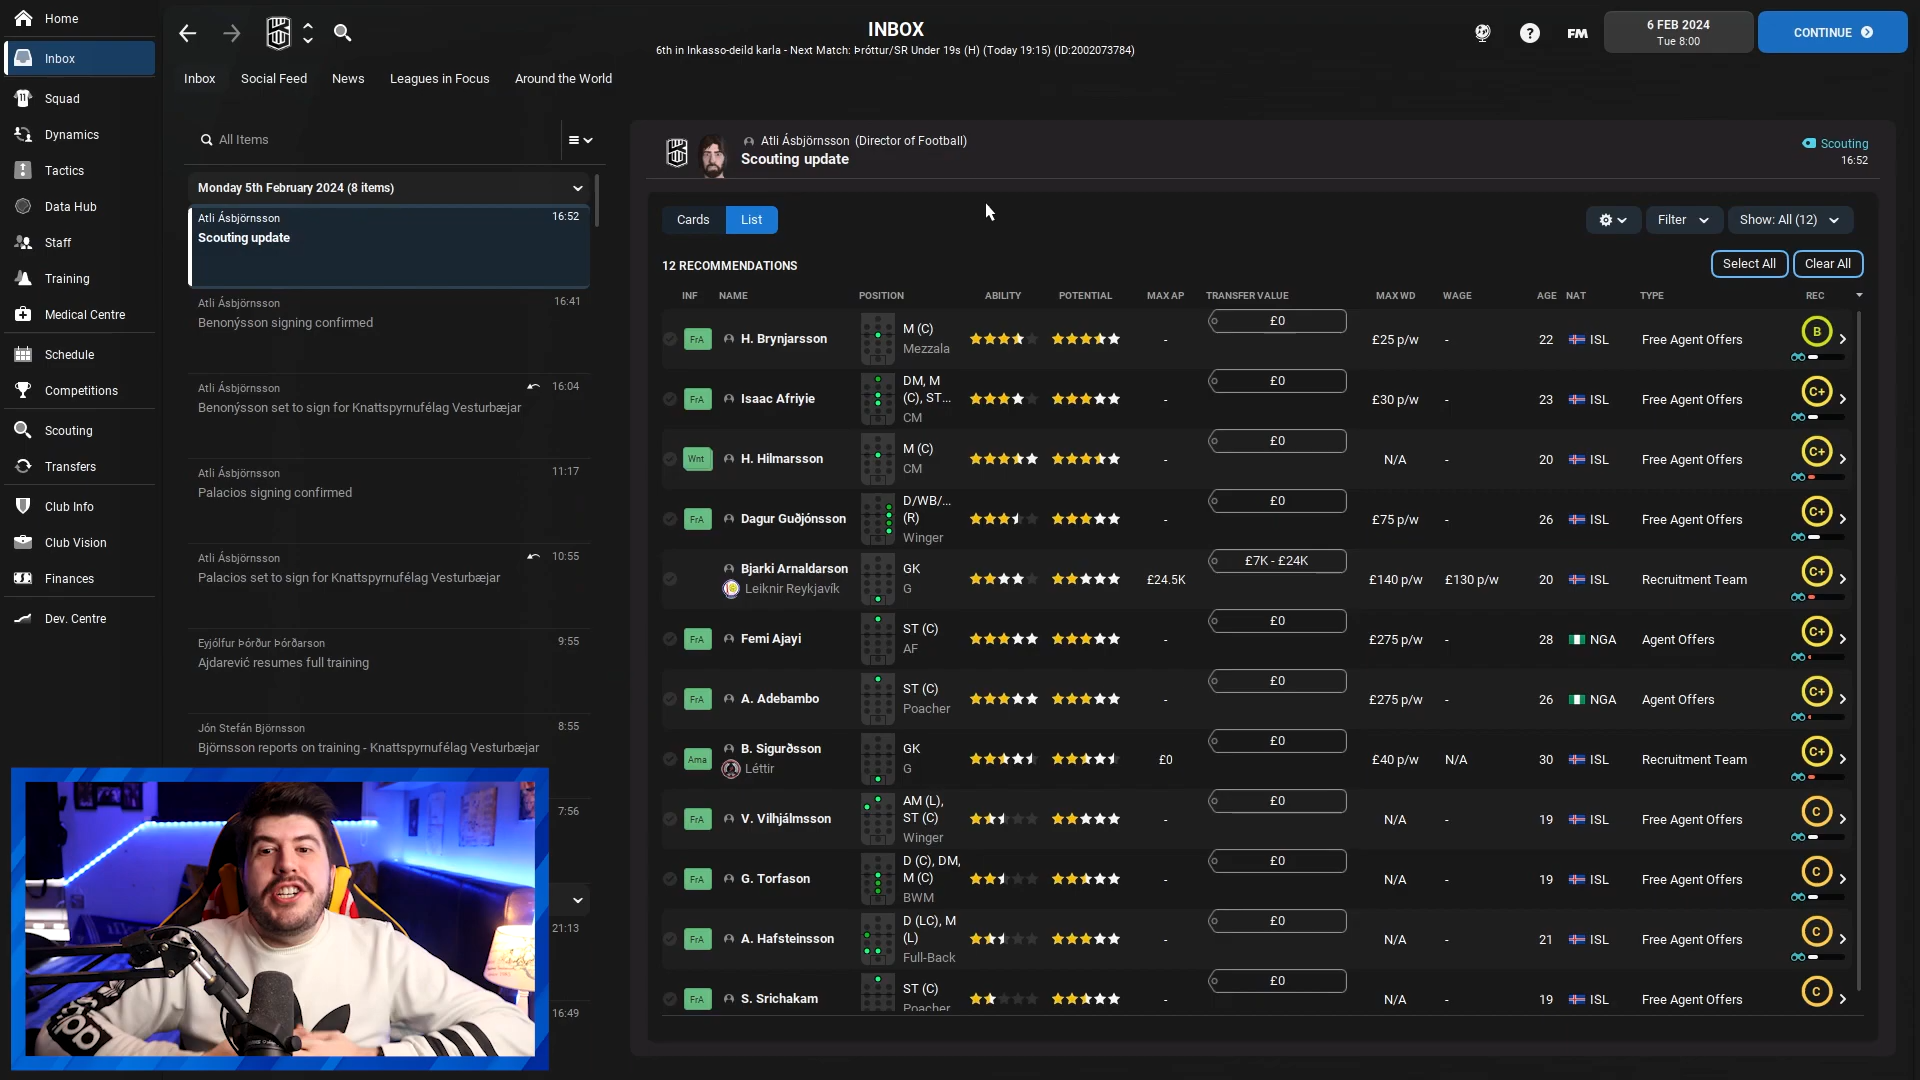 Home
Inbox
Squad
Dynamics
Tactics
Data Hub
Staff
Training
Medical Centre
Schedule
Competitions
Scouting
Transfers
Club Info
Club Vision
Finances
Dev. Centre
INBOX
6th in Inkasso-deild karla - Next Match: Þróttur/SR Under 19s (H) (Today 19:15) (ID:2002073784)
FM
6 FEB 2024
Tue 8:00
CONTINUE
Inbox Social Feed News Leagues in Focus Around the World
All Items
Monday 5th February 2024 (8 items)
Atli Ásbjörnsson 16:52
Scouting update
Atli Ásbjörnsson 16:41
Benonýsson signing confirmed
Atli Ásbjörnsson 16:04
Benonýsson set to sign for Knattspyrnufélag Vesturbæjar
Atli Ásbjörnsson 11:17
Palacios signing confirmed
Atli Ásbjörnsson 10:55
Palacios set to sign for Knattspyrnufélag Vesturbæjar
Eyjólfur Þórður Þórðarson 9:55
Ajdarević resumes full training
Jón Stefán Björnsson 8:55
Björnsson reports on training - Knattspyrnufélag Vesturbæjar
7:56
21:13
16:49
Atli Ásbjörnsson (Director of Football)
Scouting update
Scouting
16:52
Cards List
Filter
Show: All (12)
12 RECOMMENDATIONS
Select All Clear All
INF NAME POSITION ABILITY POTENTIAL MAX AP TRANSFER VALUE MAX WD WAGE AGE NAT TYPE REC
FrA H. Brynjarsson M (C) Mezzala - £0 £25 p/w - 22 ISL Free Agent Offers B
FrA Isaac Afriyie DM, M (C), ST... CM - £0 £30 p/w - 23 ISL Free Agent Offers C+
Wnt H. Hilmarsson M (C) CM - £0 N/A - 20 ISL Free Agent Offers C+
FrA Dagur Guðjónsson D/WB/... (R) Winger - £0 £75 p/w - 26 ISL Free Agent Offers C+
Bjarki Arnaldarson Leiknir Reykjavík GK G £24.5K £7K - £24K £140 p/w £130 p/w 20 ISL Recruitment Team C+
FrA Femi Ajayi ST (C) AF - £0 £275 p/w - 28 NGA Agent Offers C+
FrA A. Adebambo ST (C) Poacher - £0 £275 p/w - 26 NGA Agent Offers C+
Ama B. Sigurðsson Léttir GK G £0 £0 £40 p/w N/A 30 ISL Recruitment Team C+
FrA V. Vilhjálmsson AM (L), ST (C) Winger - £0 N/A - 19 ISL Free Agent Offers C
FrA G. Torfason D (C), DM, M (C) BWM - £0 N/A - 19 ISL Free Agent Offers C
FrA A. Hafsteinsson D (LC), M (L) Full-Back - £0 N/A - 21 ISL Free Agent Offers C
FrA S. Srichakam ST (C) Poacher - £0 N/A - 19 ISL Free Agent Offers C